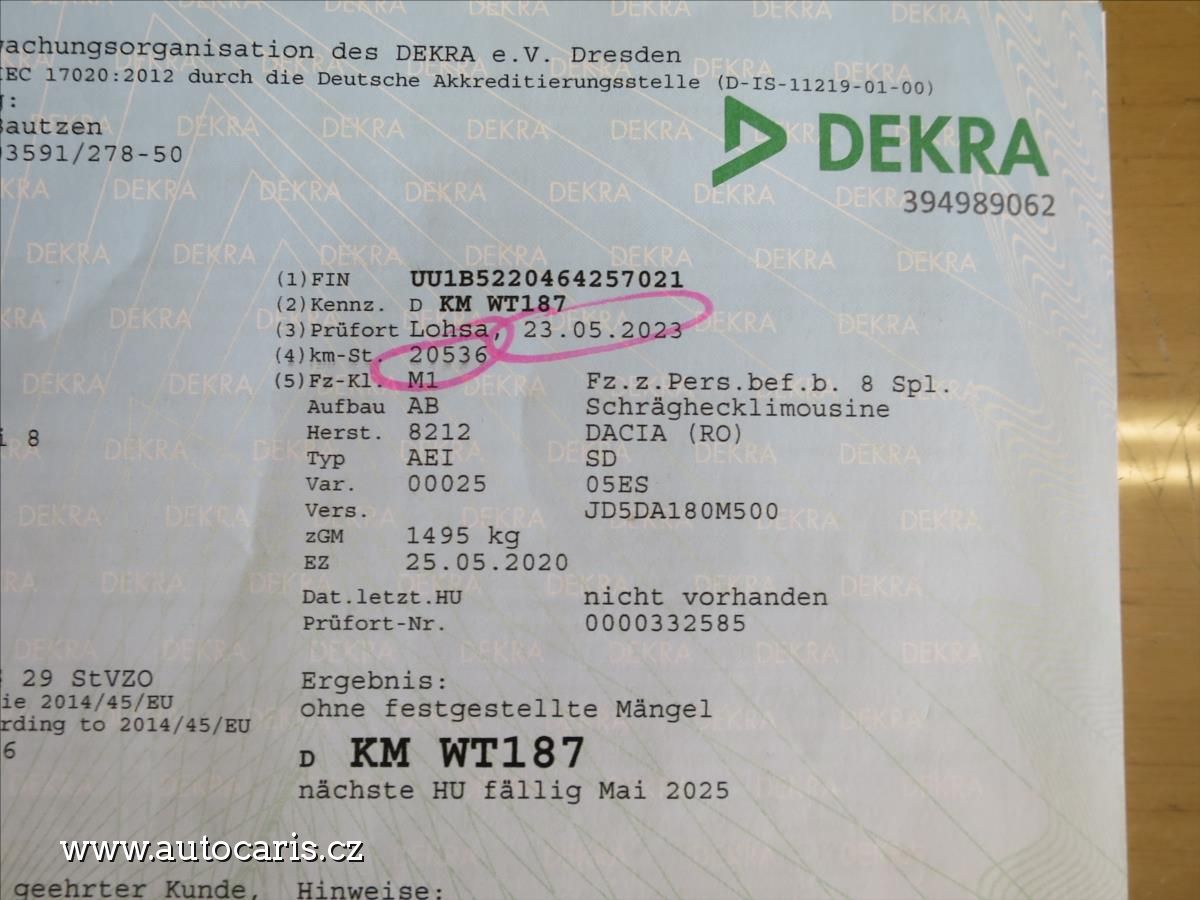 wachungsorganisation des DEKRA e.V. Dresden
IEC 17020:2012 durch die Deutsche Akkreditierungsstelle (D-IS-11219-01-00)
g:
Bautzen
03591/278-50
DEKRA
394989062
(1) FIN UU1B5220464257021
(2) Kennz. D KM WT187
(3) Prüfort Lohsa, 23.05.2023
(4) km-St. 20536
(5) Fz-Kl. M1 Fz.z.Pers.bef.b. 8 Spl.
Aufbau AB Schräghecklimousine
i 8
Herst. 8212 DACIA (RO)
Typ AEI SD
Var. 00025 05ES
Vers. JD5DA180M500
zGM 1495 kg
EZ 25.05.2020
Dat.letzt.HU nicht vorhanden
Prüfort-Nr. 0000332585
§ 29 StVZO
ie 2014/45/EU
rding to 2014/45/EU
6
Ergebnis:
ohne festgestellte Mängel
D KM WT187
nächste HU fällig Mai 2025
www.autocaris.cz
geehrter Kunde, Hinweise: